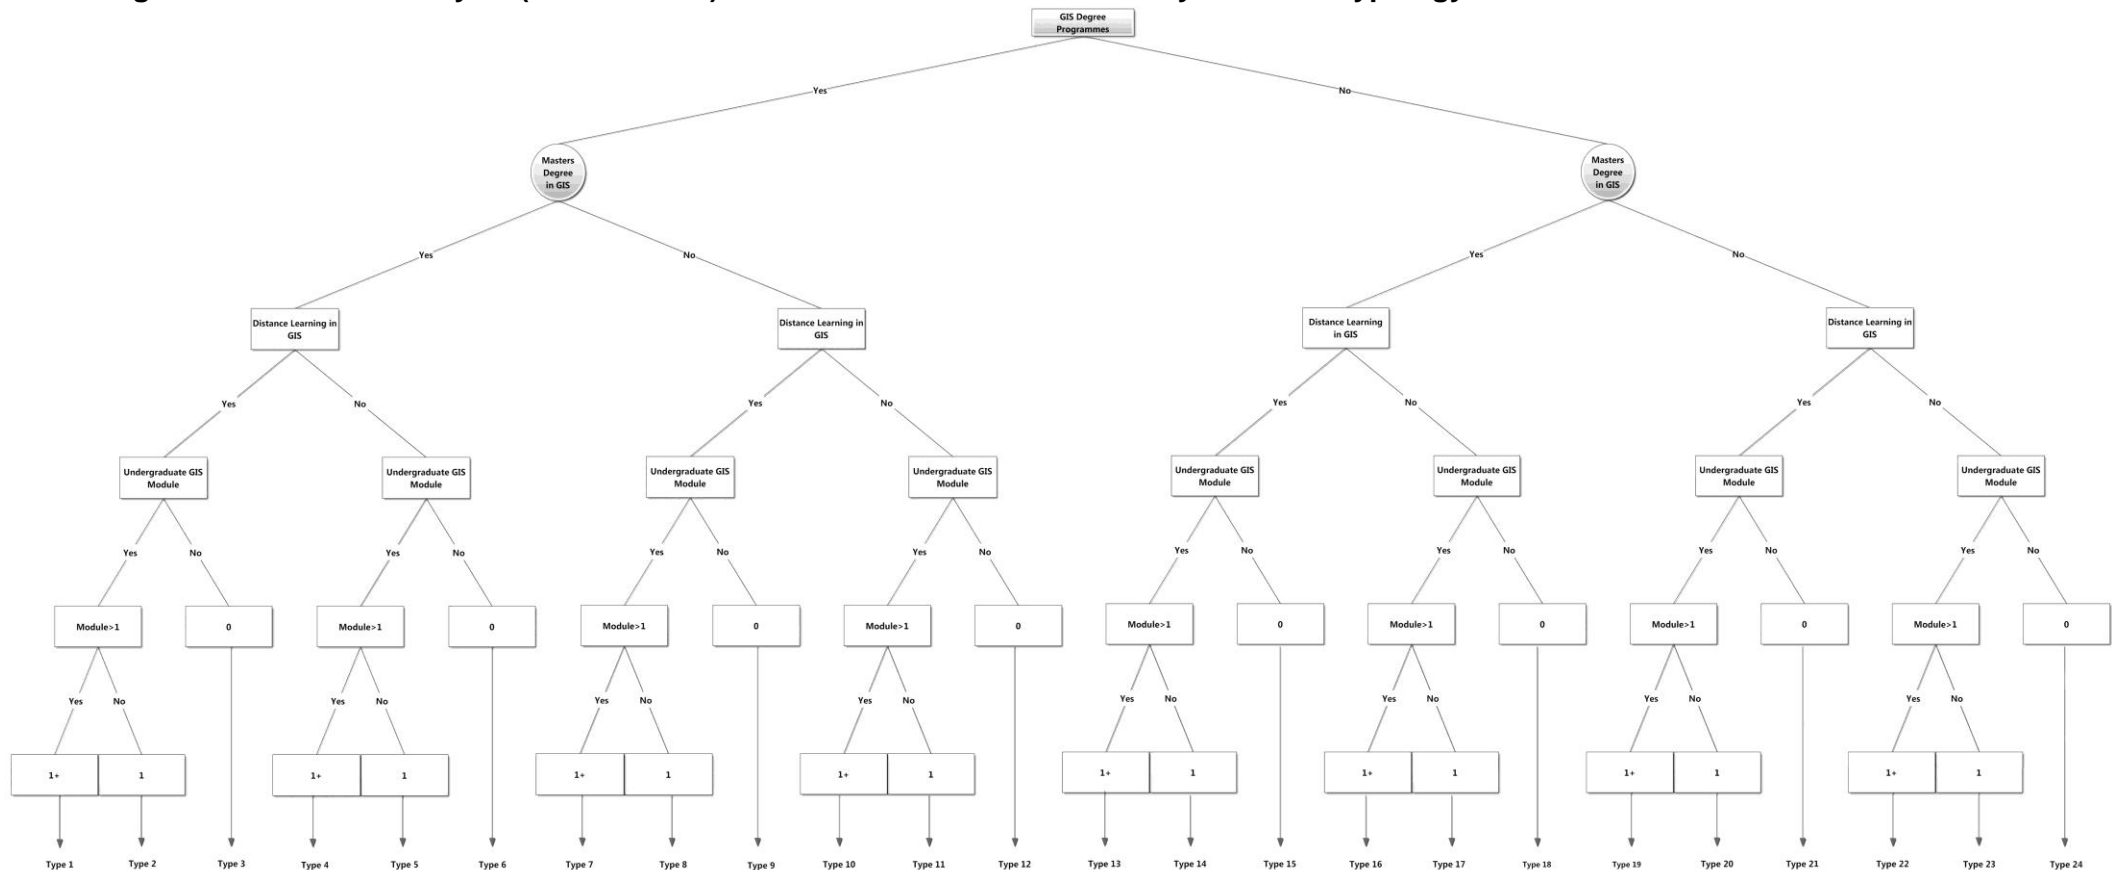 GIS Degree
Programmes
Yes
No
Masters
Degree
in GIS
Masters
Degree
in GIS
Yes
No
Yes
No
Distance Learning in
GIS
Distance Learning in
GIS
Distance Learning
in GIS
Distance Learning in
GIS
Yes
No
Yes
No
Yes
No
Yes
No
Undergraduate GIS
Module
Undergraduate GIS
Module
Undergraduate GIS
Module
Undergraduate GIS
Module
Undergraduate GIS
Module
Undergraduate GIS
Module
Undergraduate GIS
Module
Undergraduate GIS
Module
Yes
No
Yes
No
Yes
No
Yes
No
Yes
No
Yes
No
Yes
No
Yes
No
Module>1
0
Module>1
0
Module>1
0
Module>1
0
Module>1
0
Module>1
0
Module>1
0
Module>1
0
Yes
No
Yes
No
Yes
No
Yes
No
Yes
No
Yes
No
Yes
No
Yes
No
1+
1
1+
1
1+
1
1+
1
1+
1
1+
1
1+
1
1+
1
Type 1
Type 2
Type 3
Type 4
Type 5
Type 6
Type 7
Type 8
Type 9
Type 10
Type 11
Type 12
Type 13
Type 14
Type 15
Type 16
Type 17
Type 18
Type 19
Type 20
Type 21
Type 22
Type 23
Type 24